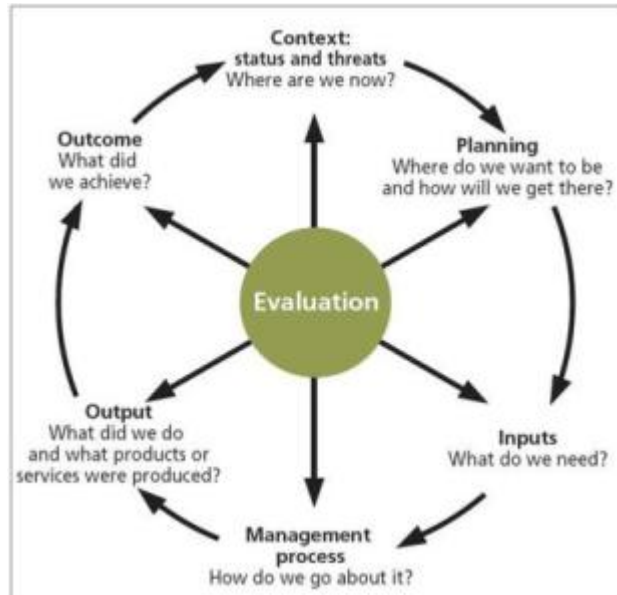 Context:
status and threats
Where are we now?
Planning
Where do we want to be
and how will we get there?
Inputs
What do we need?
Management
process
How do we go about it?
Output
What did we do
and what products or
services were produced?
Outcome
What did
we achieve?
Evaluation